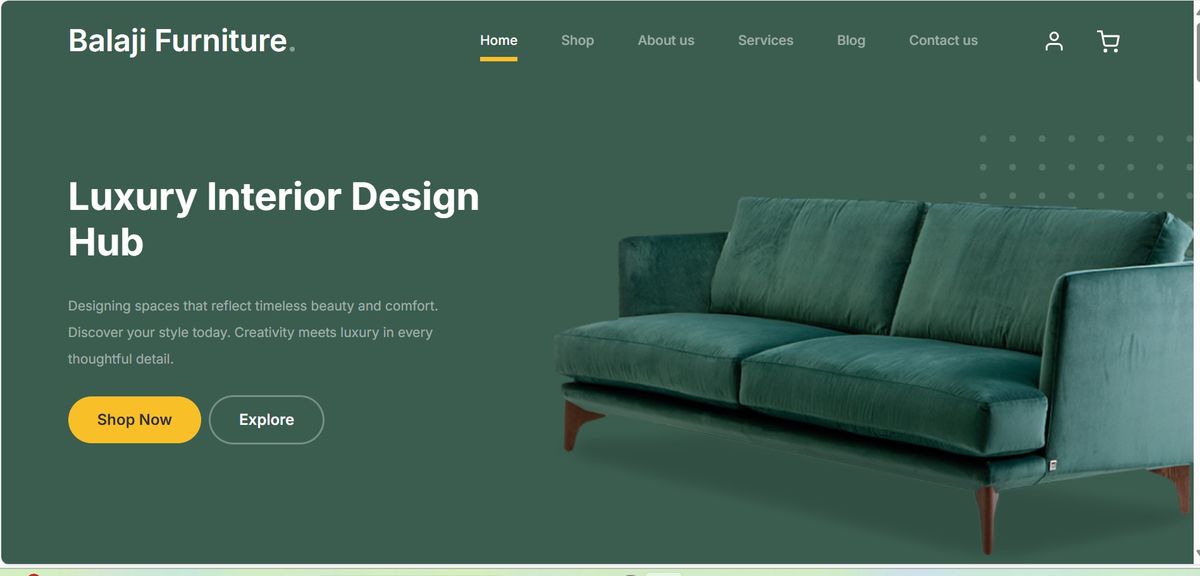 Balaji Furniture.
Home
Shop
About us
Services
Blog
Contact us
Luxury Interior Design
Hub
Designing spaces that reflect timeless beauty and comfort.
Discover your style today. Creativity meets luxury in every
thoughtful detail.
Shop Now
Explore